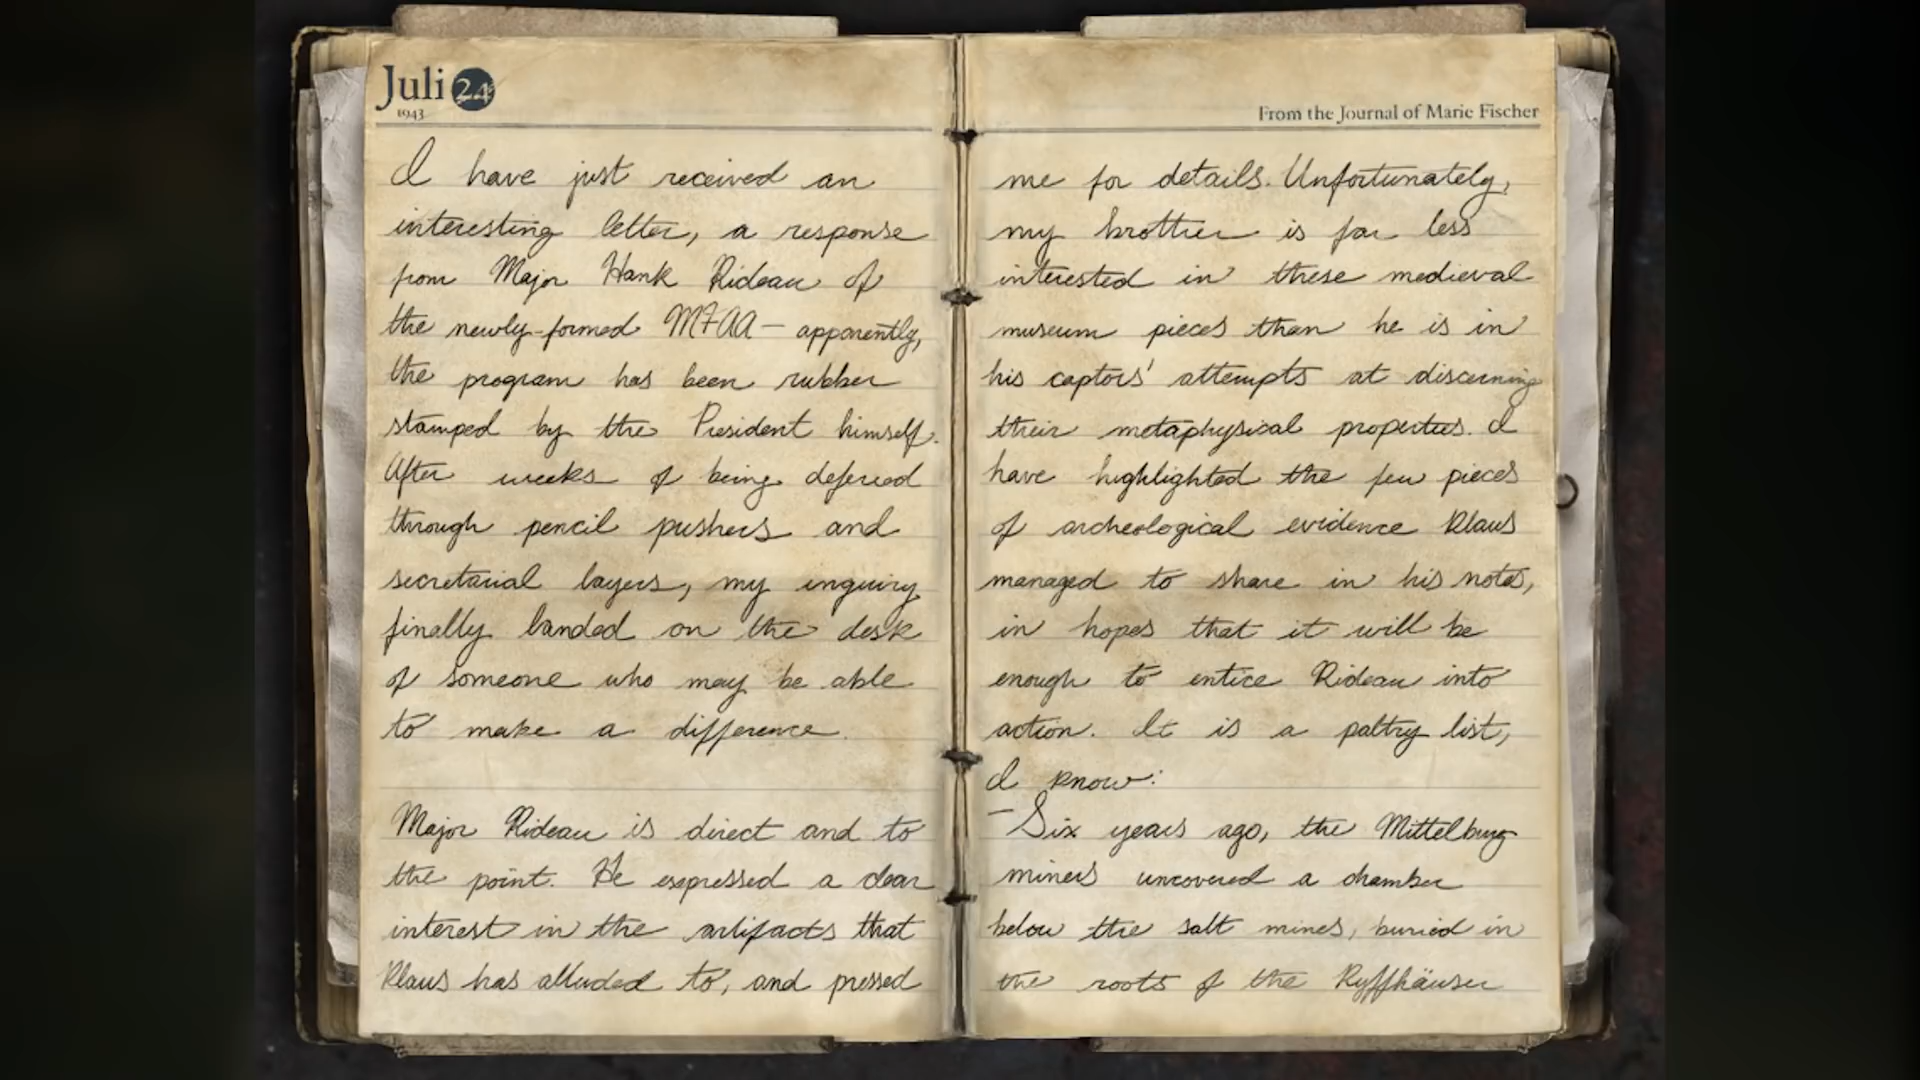 Juli 24
1943
I have just received an
interesting letter, a response
from Major Hank Rideau of
the newly-formed MFAA – apparently,
the program has been rubber
stamped by the President himself.
After weeks of being deferred
through pencil pushers and
secretarial layers, my inquiry
finally landed on the desk
of someone who may be able
to make a difference.
Major Rideau is direct and to
the point. He expressed a clear
interest in the artifacts that
Klaus has alluded to, and pressed
From the Journal of Marie Fischer
me for details. Unfortunately,
my brother is far less
interested in these medieval
museum pieces than he is in
his captors' attempts at discerning
their metaphysical properties. I
have highlighted the few pieces
of archeological evidence Klaus
managed to share in his notes,
in hopes that it will be
enough to entice Rideau into
action. It is a paltry list,
I know:
– Six years ago, the Mittelburg
miners uncovered a chamber
below the salt mines, buried in
the roots of the Kyffhäuser